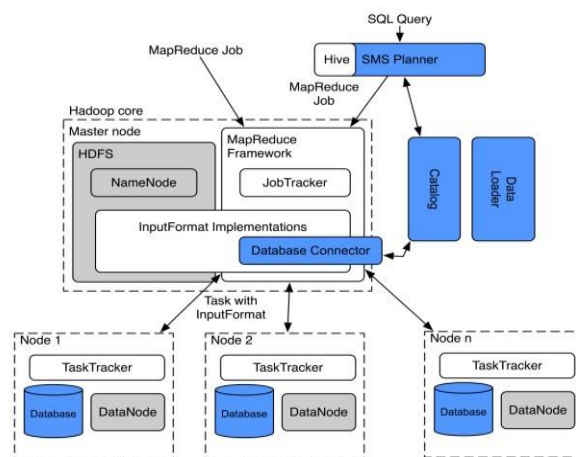 SQL Query
MapReduce Job
Hive
SMS Planner
MapReduce
Job
Hadoop core
Master node
HDFS
MapReduce
Framework
NameNode
JobTracker
Catalog
Data
Loader
InputFormat Implementations
Database Connector
Task with
InputFormat
Node 1
TaskTracker
Database
DataNode
Node 2
TaskTracker
Database
DataNode
Node n
TaskTracker
Database
DataNode